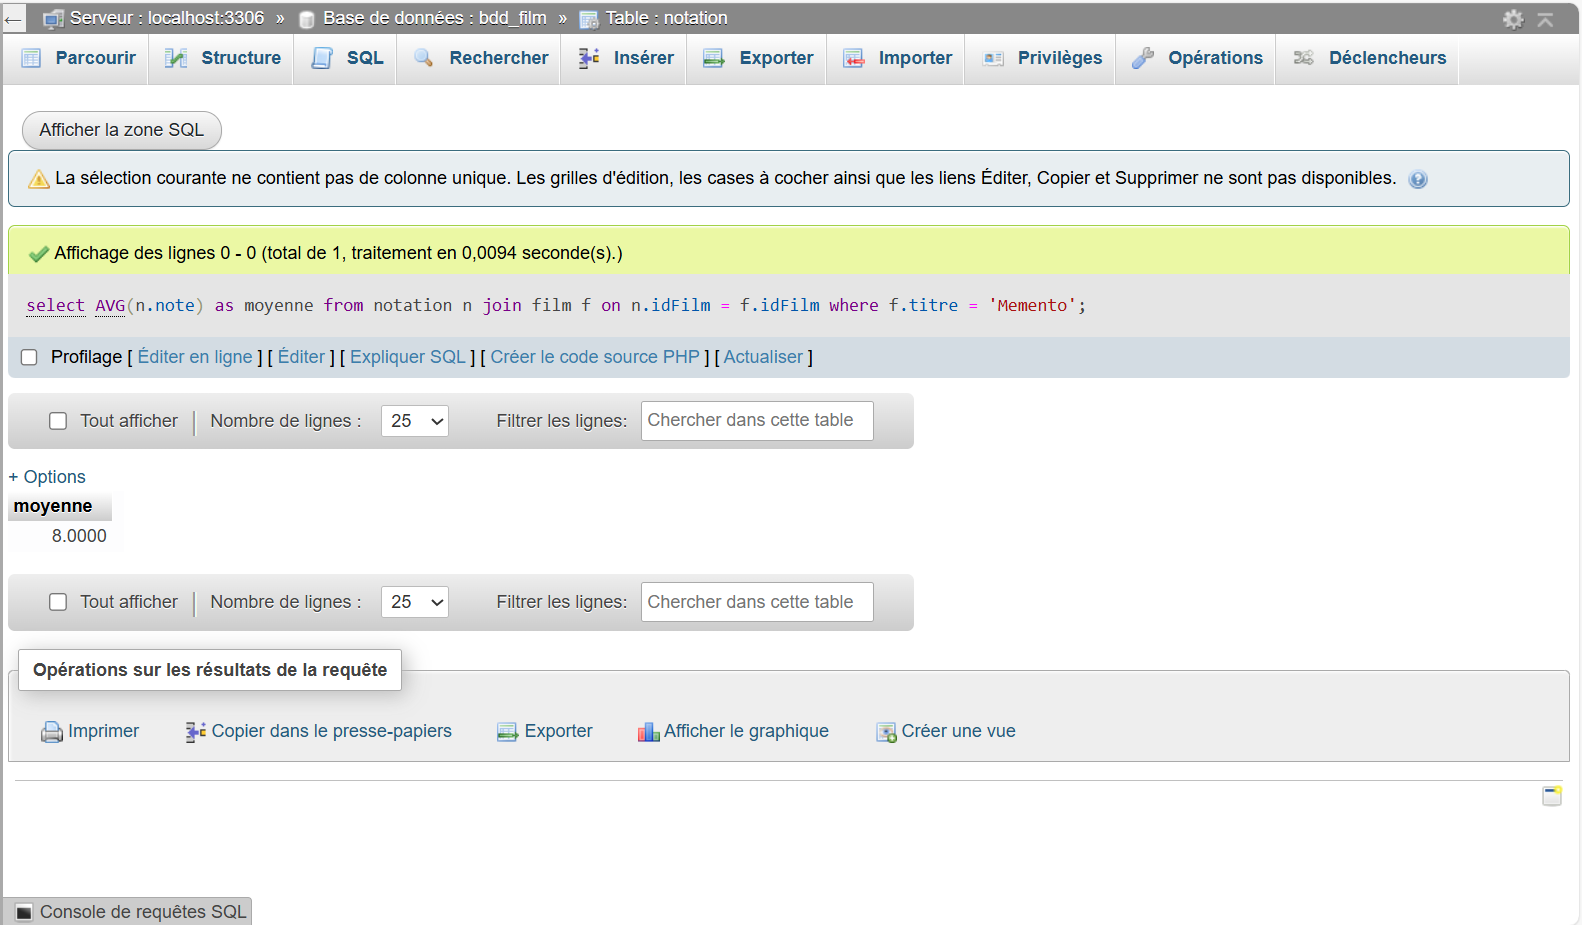 Serveur : localhost:3306 » Base de données : bdd_film » Table : notation
Parcourir Structure SQL Rechercher Insérer Exporter Importer Privilèges Opérations Déclencheurs
Afficher la zone SQL
La sélection courante ne contient pas de colonne unique. Les grilles d'édition, les cases à cocher ainsi que les liens Éditer, Copier et Supprimer ne sont pas disponibles.
Affichage des lignes 0 - 0 (total de 1, traitement en 0,0094 seconde(s).)
select AVG(n.note) as moyenne from notation n join film f on n.idFilm = f.idFilm where f.titre = 'Memento';
Profilage [ Éditer en ligne ] [ Éditer ] [ Expliquer SQL ] [ Créer le code source PHP ] [ Actualiser ]
Tout afficher Nombre de lignes : 25 Filtrer les lignes: Chercher dans cette table
+ Options
moyenne
8.0000
Tout afficher Nombre de lignes : 25 Filtrer les lignes: Chercher dans cette table
Opérations sur les résultats de la requête
Imprimer Copier dans le presse-papiers Exporter Afficher le graphique Créer une vue
Console de requêtes SQL